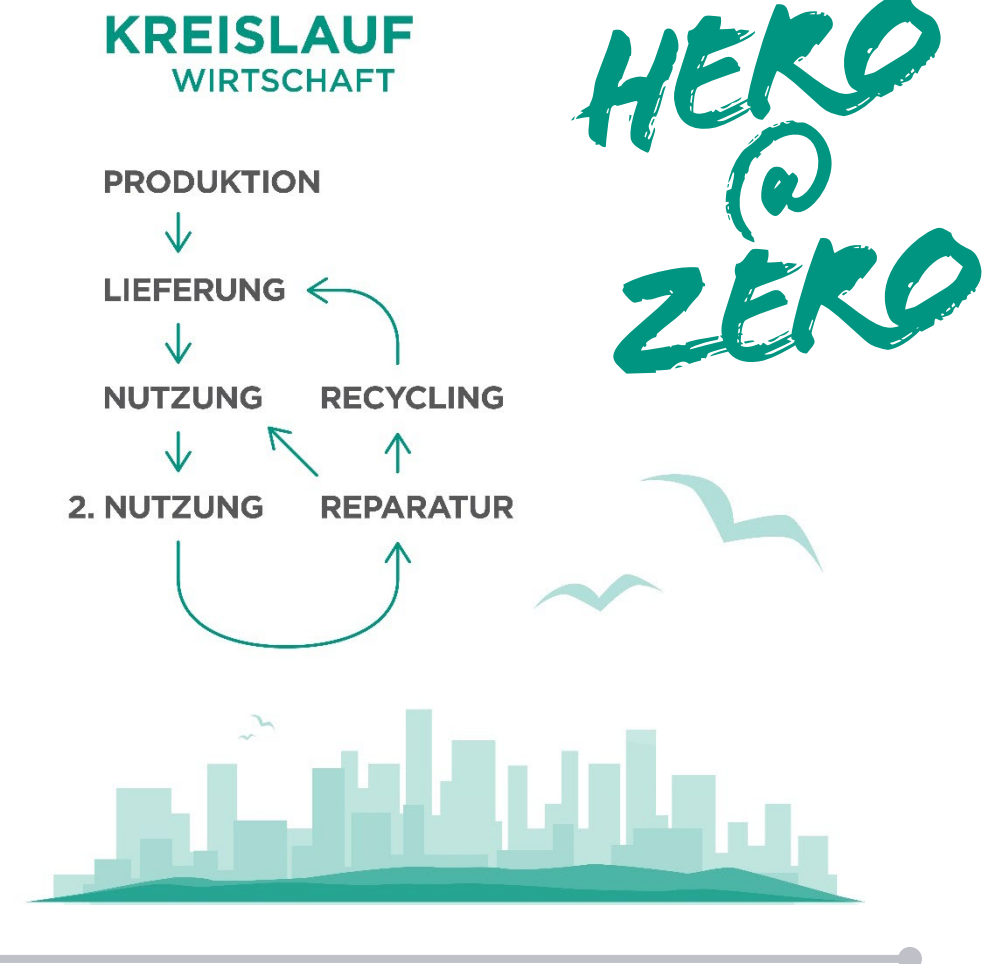 KREISLAUF
WIRTSCHAFT
HERO
@
ZERO
PRODUKTION
LIEFERUNG
NUTZUNG RECYCLING
2. NUTZUNG REPARATUR